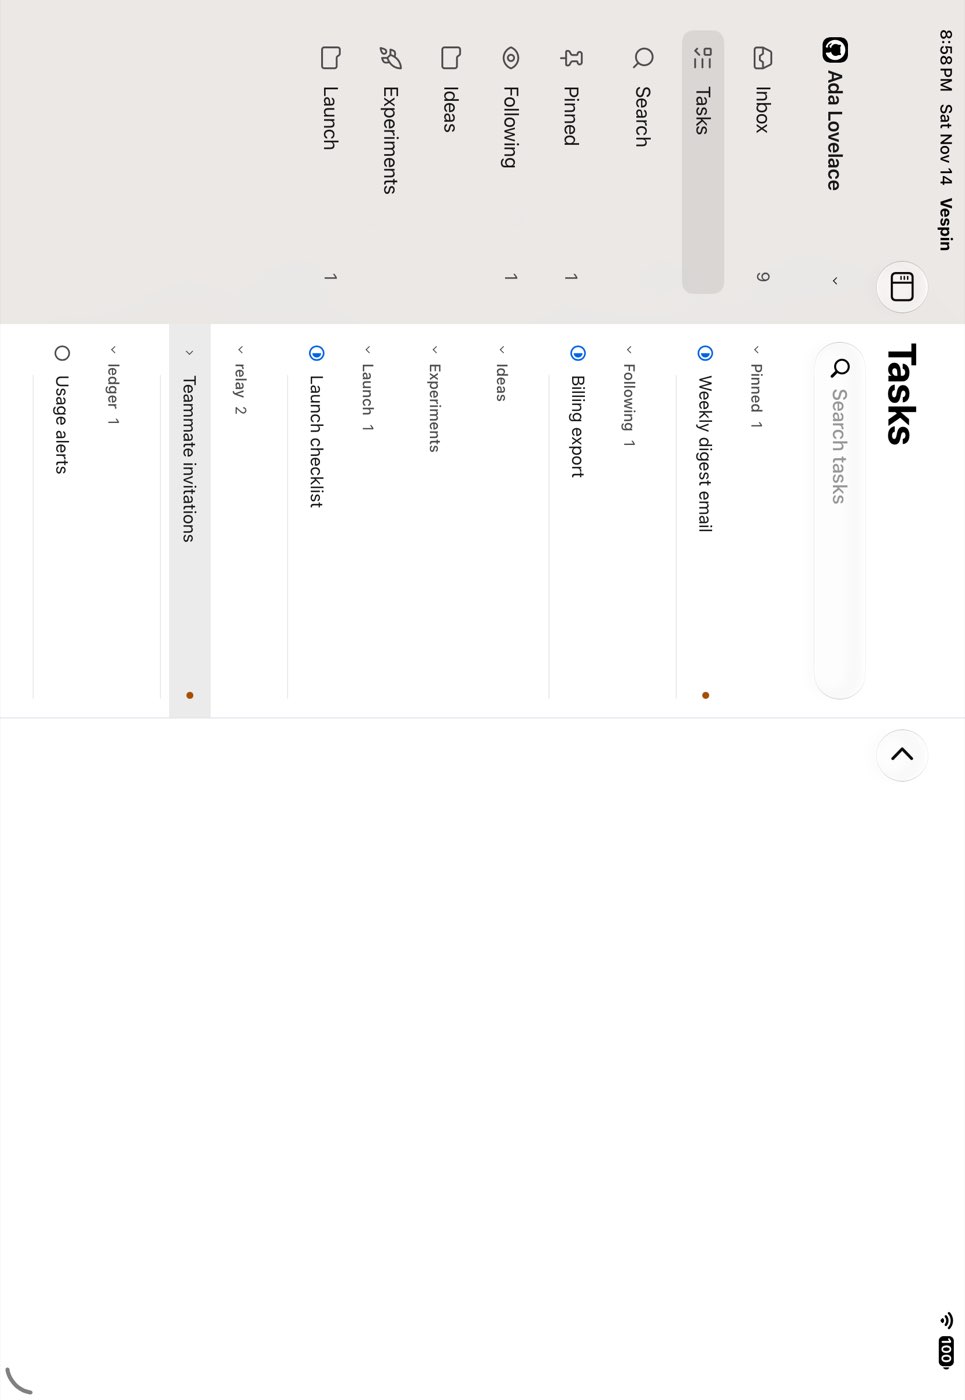 8:58 PM Sat Nov 14 Vespin
100
Ada Lovelace
Inbox 9
Tasks
Search
Pinned 1
Following 1
Ideas
Experiments
Launch 1
Tasks
Search tasks
Pinned 1
Weekly digest email
Following 1
Billing export
Ideas
Experiments
Launch 1
Launch checklist
relay 2
Teammate invitations
ledger 1
Usage alerts